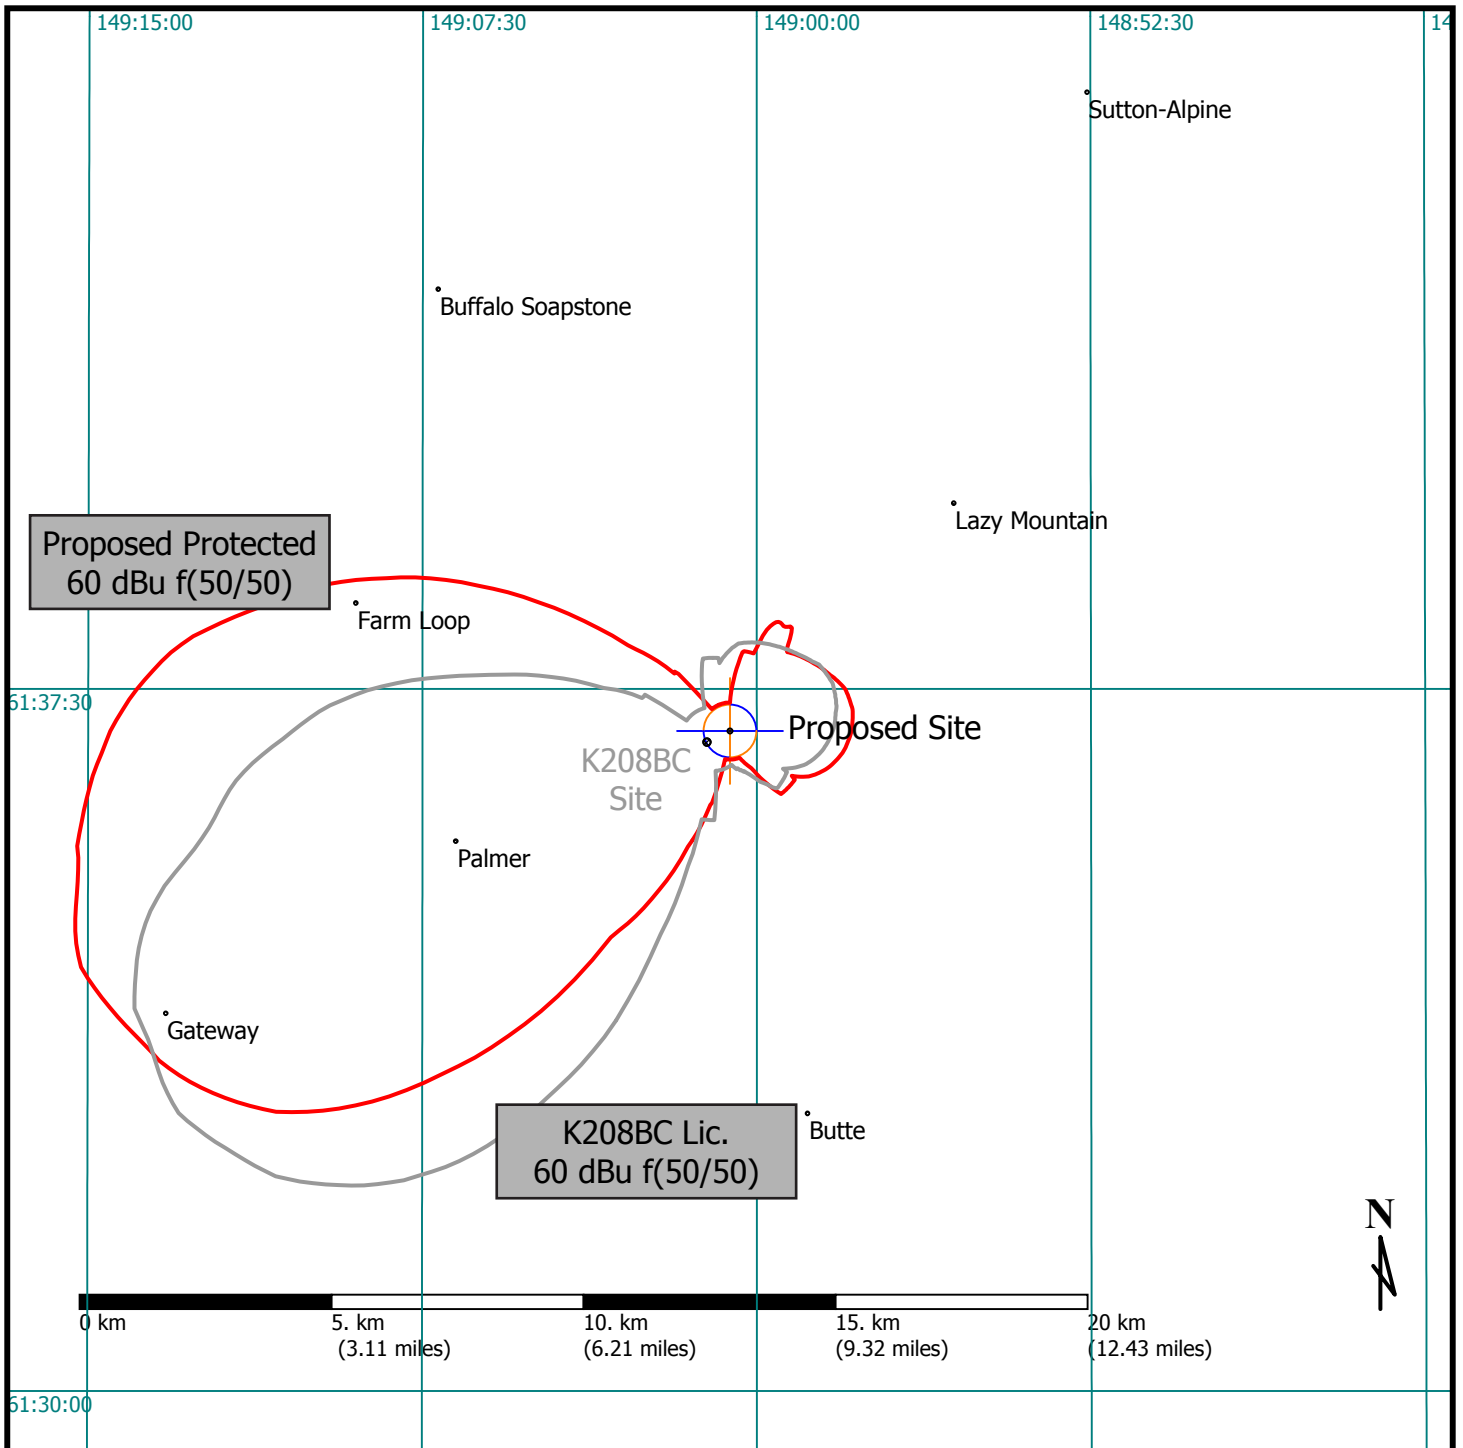 149:15:00
149:07:30
149:00:00
148:52:30
14
Sutton-Alpine
Buffalo Soapstone
Lazy Mountain
Proposed Protected
60 dBu f(50/50)
Farm Loop
61:37:30
Proposed Site
K208BC
Site
Palmer
Gateway
K208BC Lic.
60 dBu f(50/50)
Butte
N
0 km
5. km
(3.11 miles)
10. km
(6.21 miles)
15. km
(9.32 miles)
20 km
(12.43 miles)
61:30:00